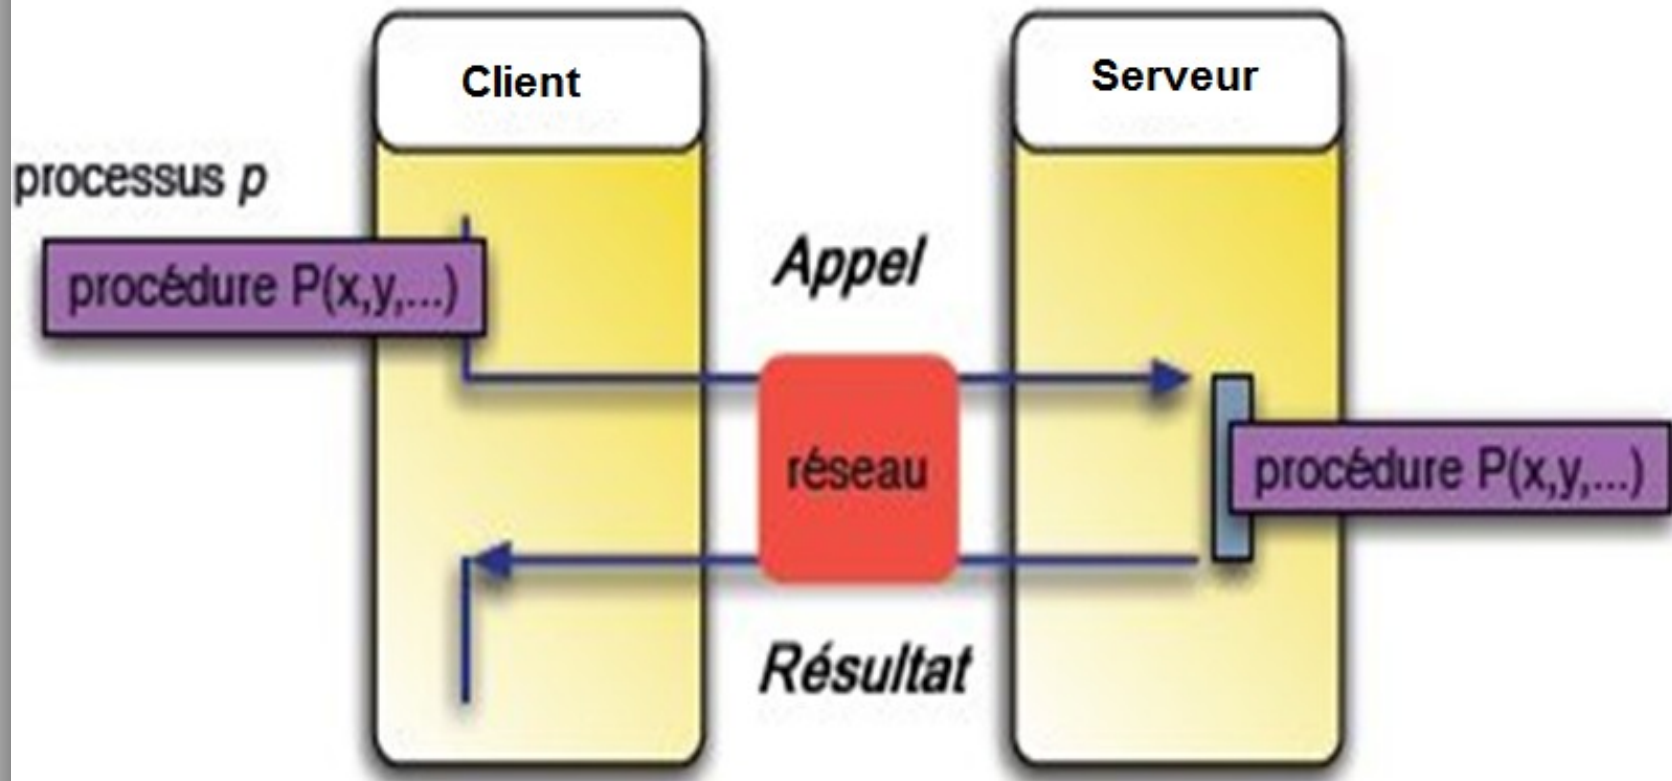 Client
Serveur
processus p
procédure P(x,y,...)
Appel
réseau
procédure P(x,y,...)
Résultat